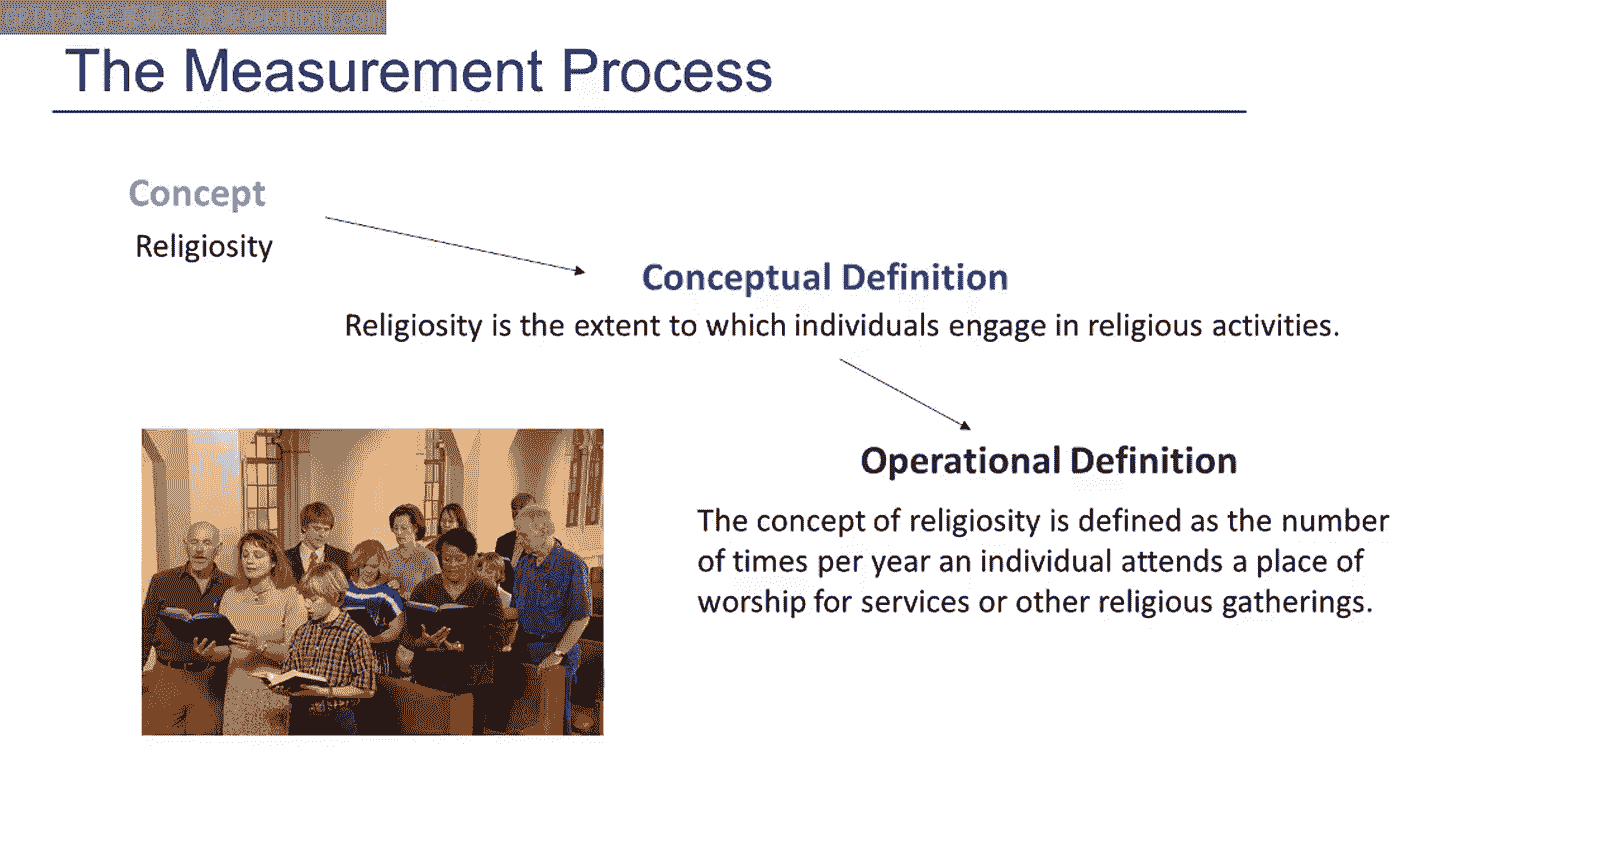 The Measurement Process
Concept
Religiosity
Conceptual Definition
Religiosity is the extent to which individuals engage in religious activities.
Operational Definition
The concept of religiosity is defined as the number
of times per year an individual attends a place of
worship for services or other religious gatherings.